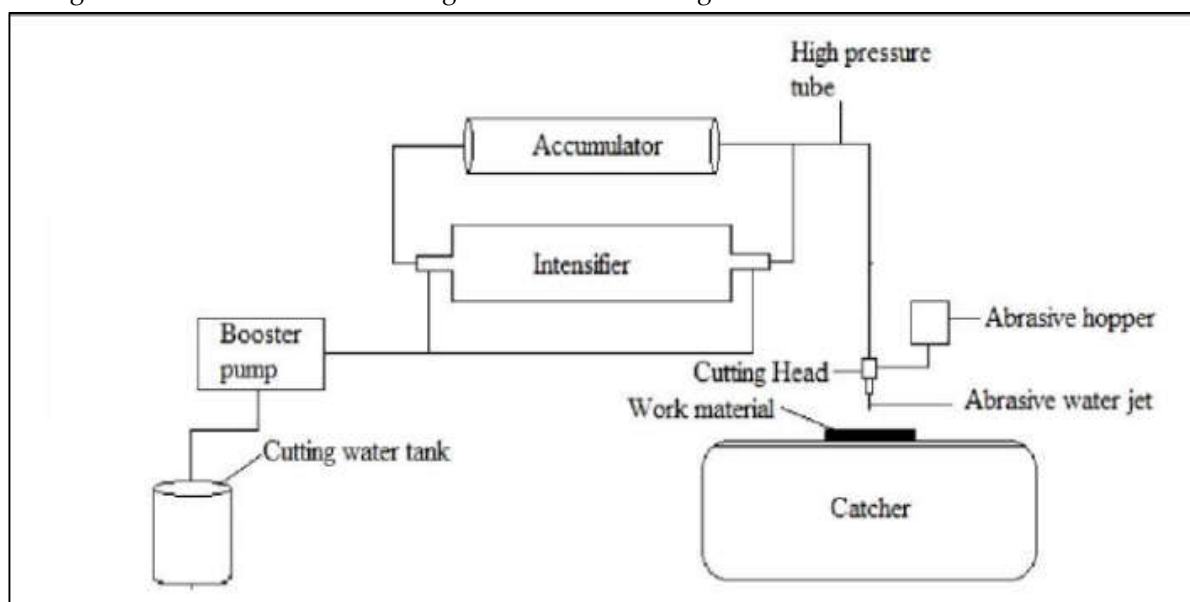 High pressure
tube
Accumulator
Intensifier
Booster
pump
Abrasive hopper
Cutting Head
Work material
Abrasive water jet
Cutting water tank
Catcher